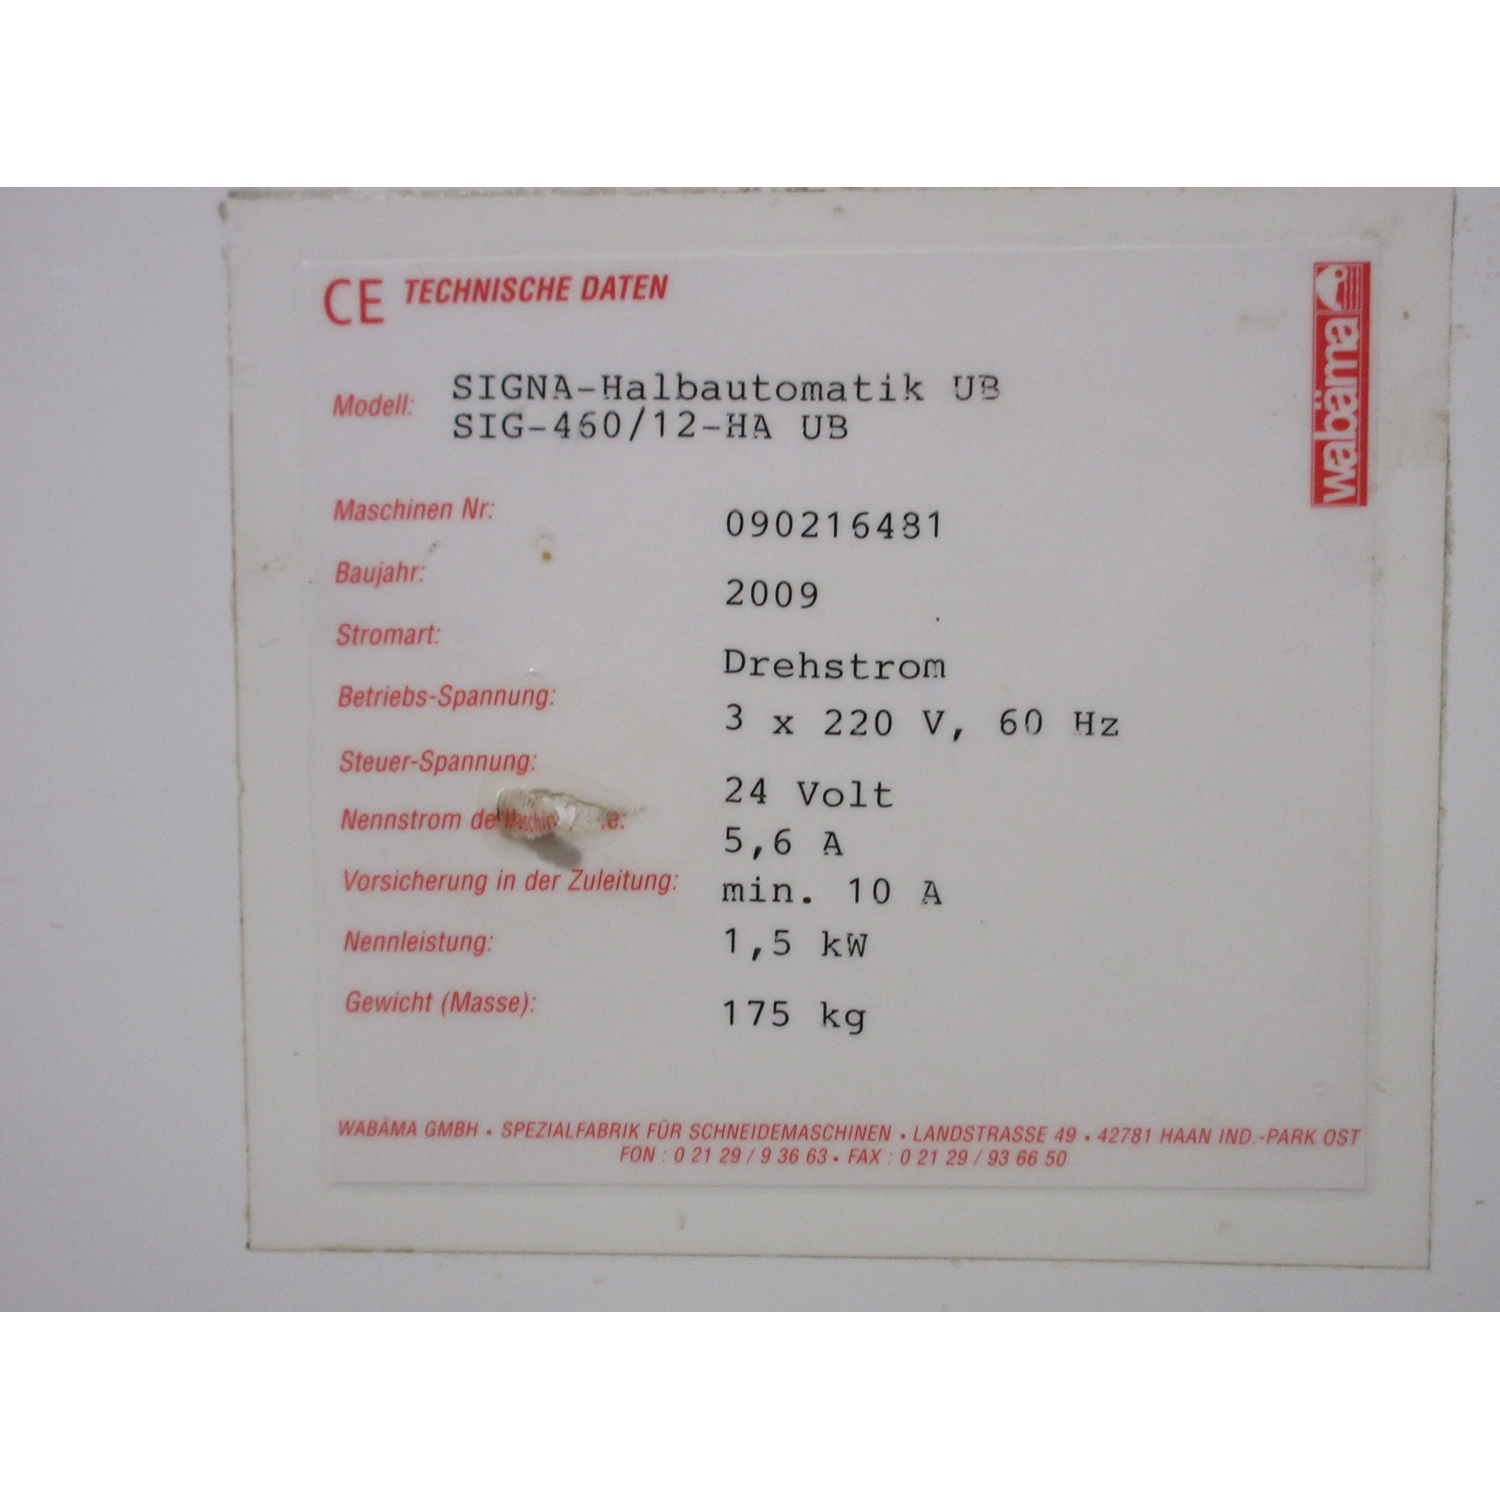 CE TECHNISCHE DATEN
wabäma
Modell: SIGNA-Halbautomatik UB
SIG-460/12-HA UB
Maschinen Nr: 090216481
Baujahr: 2009
Stromart: Drehstrom
Betriebs-Spannung: 3 x 220 V, 60 Hz
Steuer-Spannung: 24 Volt
Nennstrom de Maschin .e: 5,6 A
Vorsicherung in der Zuleitung: min. 10 A
Nennleistung: 1,5 kW
Gewicht (Masse): 175 kg
WABÄMA GMBH • SPEZIALFABRIK FÜR SCHNEIDEMASCHINEN • LANDSTRASSE 49 • 42781 HAAN IND.-PARK OST
FON : 0 21 29 / 9 36 63 • FAX : 0 21 29 / 93 66 50